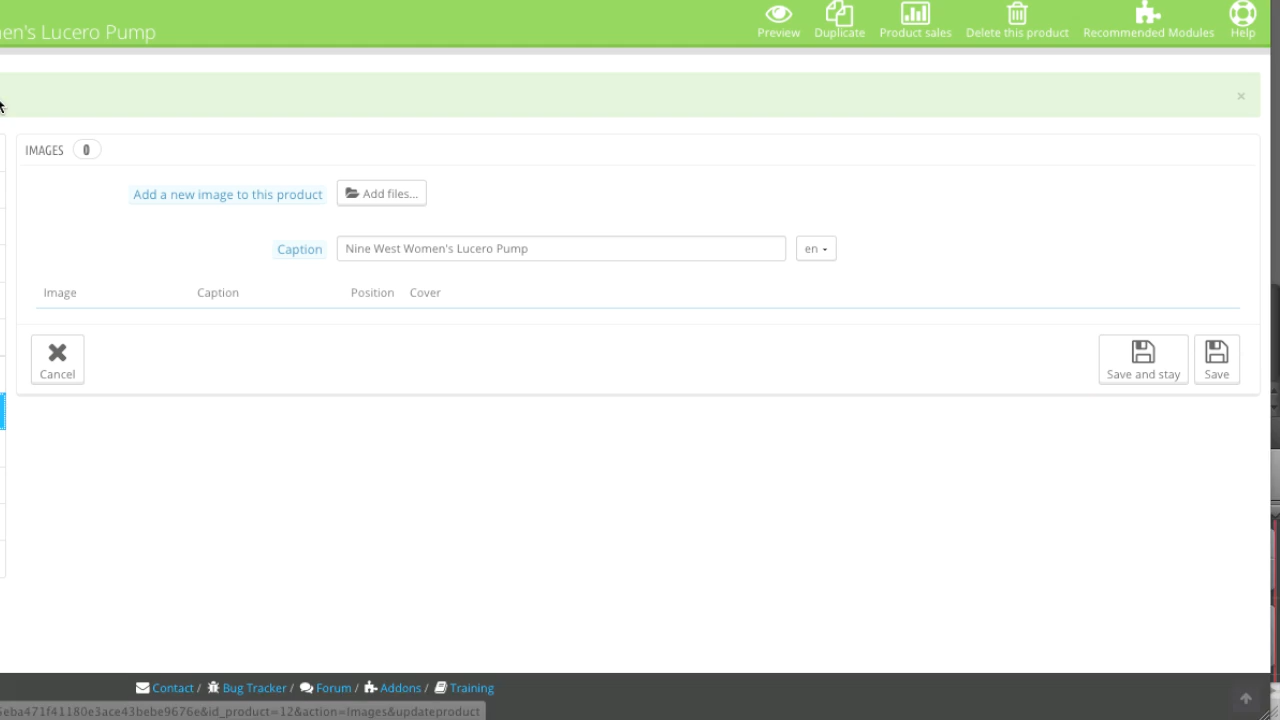 en's Lucero Pump
Preview
Duplicate
Product sales
Delete this product
Recommended Modules
Help
×
IMAGES 0
Add a new image to this product
Add files...
Caption
Nine West Women's Lucero Pump
en
Image Caption Position Cover
Cancel
Save and stay
Save
Contact / Bug Tracker / Forum / Addons / Training
eba471f41180e3ace43bebe9676e&id_product=12&action=Images&updateproduct